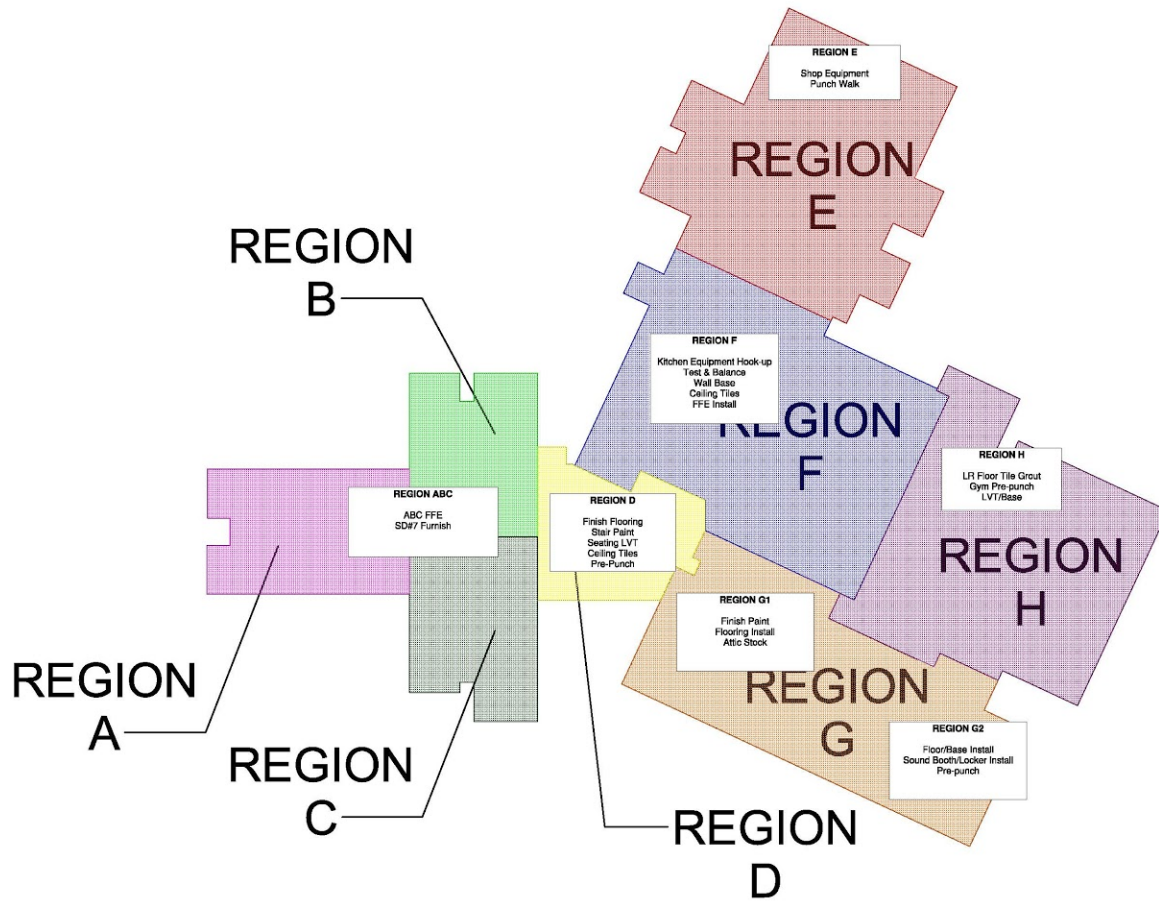 REGION E
Shop Equipment
Punch Walk
REGION
E
REGION
B
REGION F
Kitchen Equipment Hook-up
Test & Balance
Wall Base
Ceiling Tiles
FFE Install
REGION
F
REGION H
LR Floor Tile Grout
Gym Pre-punch
LVT/Base
REGION
H
REGION ABC
ABC FFE
SD#7 Furnish
REGION D
Finish Flooring
Stair Paint
Seating LVT
Ceiling Tiles
Pre-Punch
REGION G1
Finish Paint
Flooring Install
Attic Stock
REGION
G
REGION G2
Floor/Base Install
Sound Booth/Locker Install
Pre-punch
REGION
A
REGION
C
REGION
D